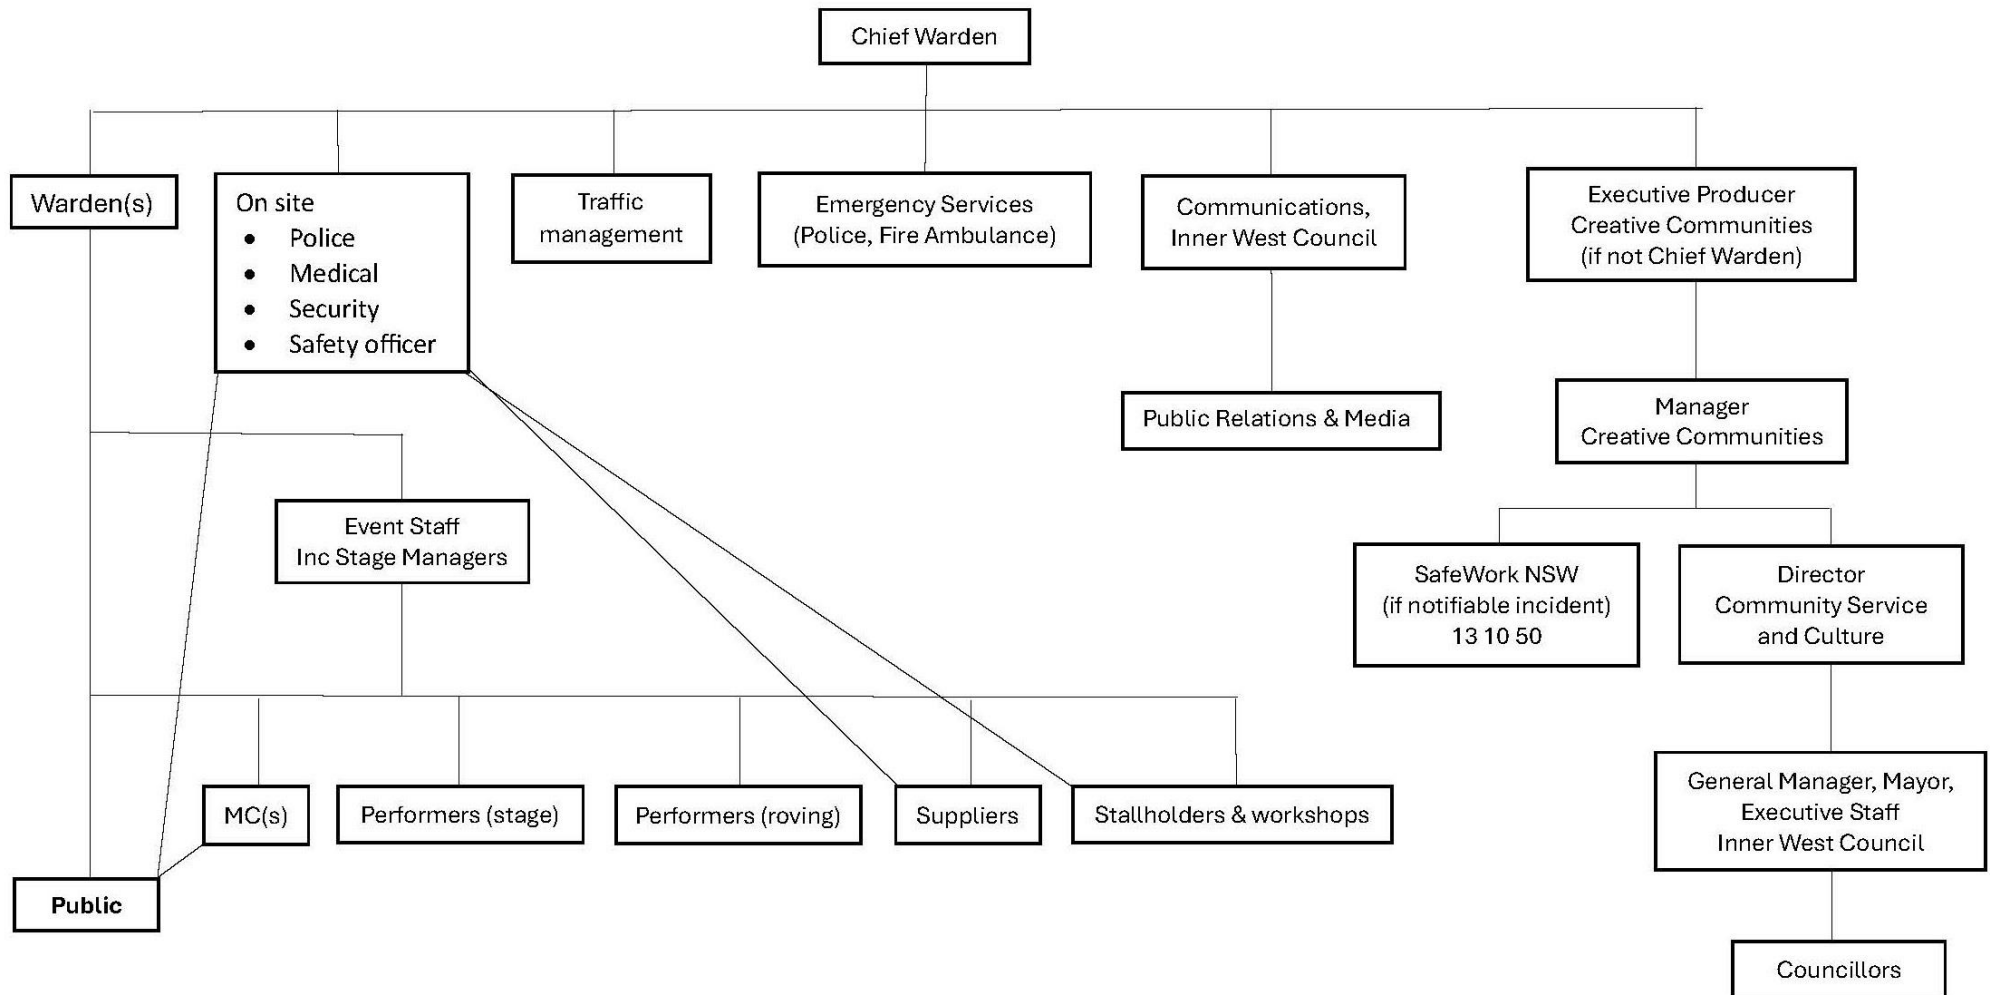 Chief Warden
Warden(s)
On site
• Police
• Medical
• Security
• Safety officer
Traffic
management
Emergency Services
(Police, Fire Ambulance)
Communications,
Inner West Council
Executive Producer
Creative Communities
(if not Chief Warden)
Public Relations & Media
Manager
Creative Communities
Event Staff
Inc Stage Managers
SafeWork NSW
(if notifiable incident)
13 10 50
Director
Community Service
and Culture
MC(s)
Performers (stage)
Performers (roving)
Suppliers
Stallholders & workshops
General Manager, Mayor,
Executive Staff
Inner West Council
Public
Councillors